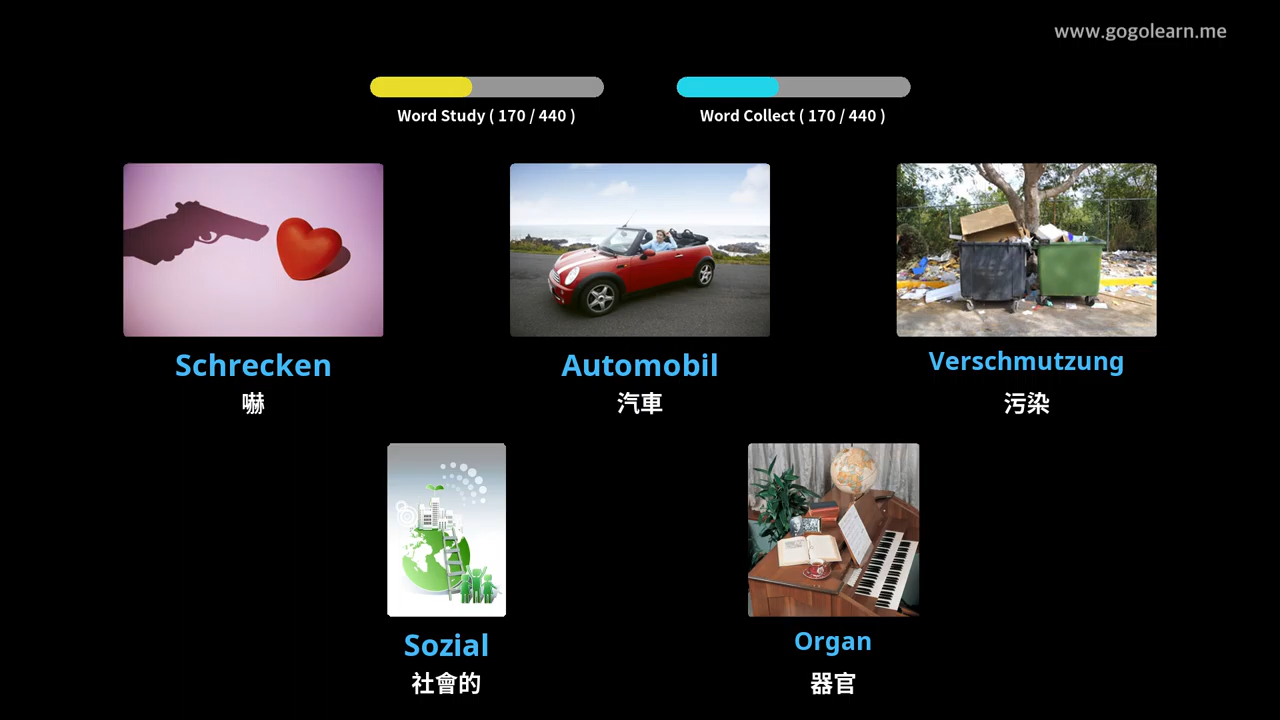 www.gogolearn.me
Word Study ( 170 / 440 )
Word Collect ( 170 / 440 )
Schrecken
嚇
Automobil
汽車
Verschmutzung
污染
Sozial
社會的
Organ
器官